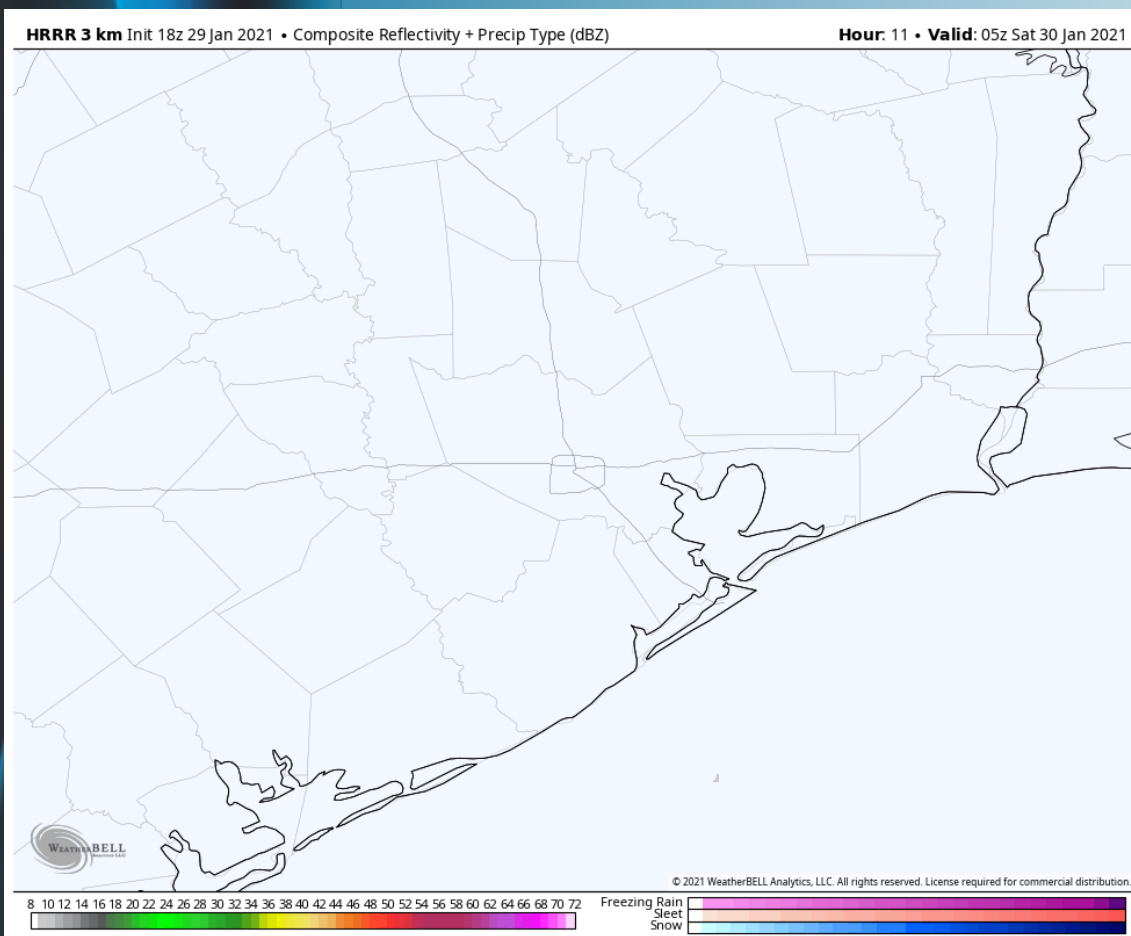 HRRR 3 km Init 18z 29 Jan 2021 • Composite Reflectivity + Precip Type (dBZ) Hour: 11 • Valid: 05z Sat 30 Jan 2021
WEATHERBELL
ANALYTICS LLC
© 2021 WeatherBELL Analytics, LLC. All rights reserved. License required for commercial distribution.
8 10 12 14 16 18 20 22 24 26 28 30 32 34 36 38 40 42 44 46 48 50 52 54 56 58 60 62 64 66 68 70 72
Freezing Rain
Sleet
Snow